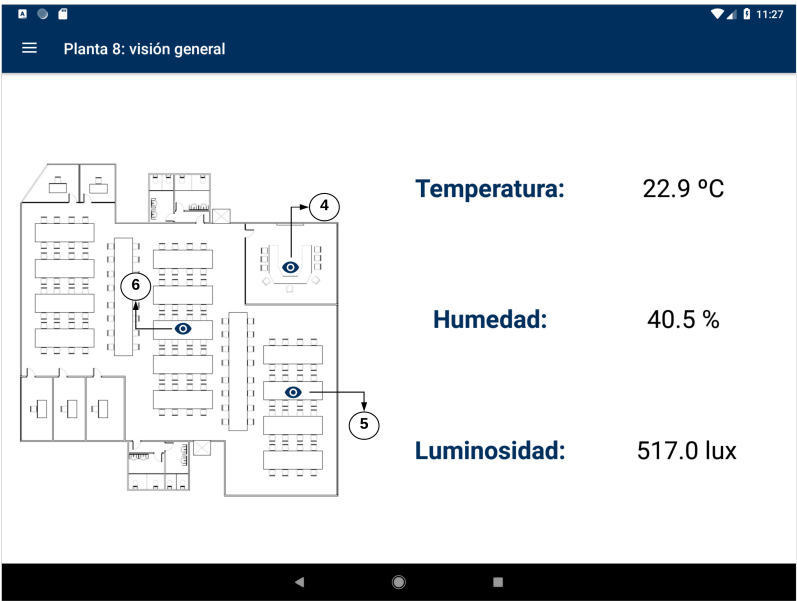 A
11:27
Planta 8: visión general
4
Temperatura: 22.9 ºC
6
Humedad: 40.5 %
5
Luminosidad: 517.0 lux